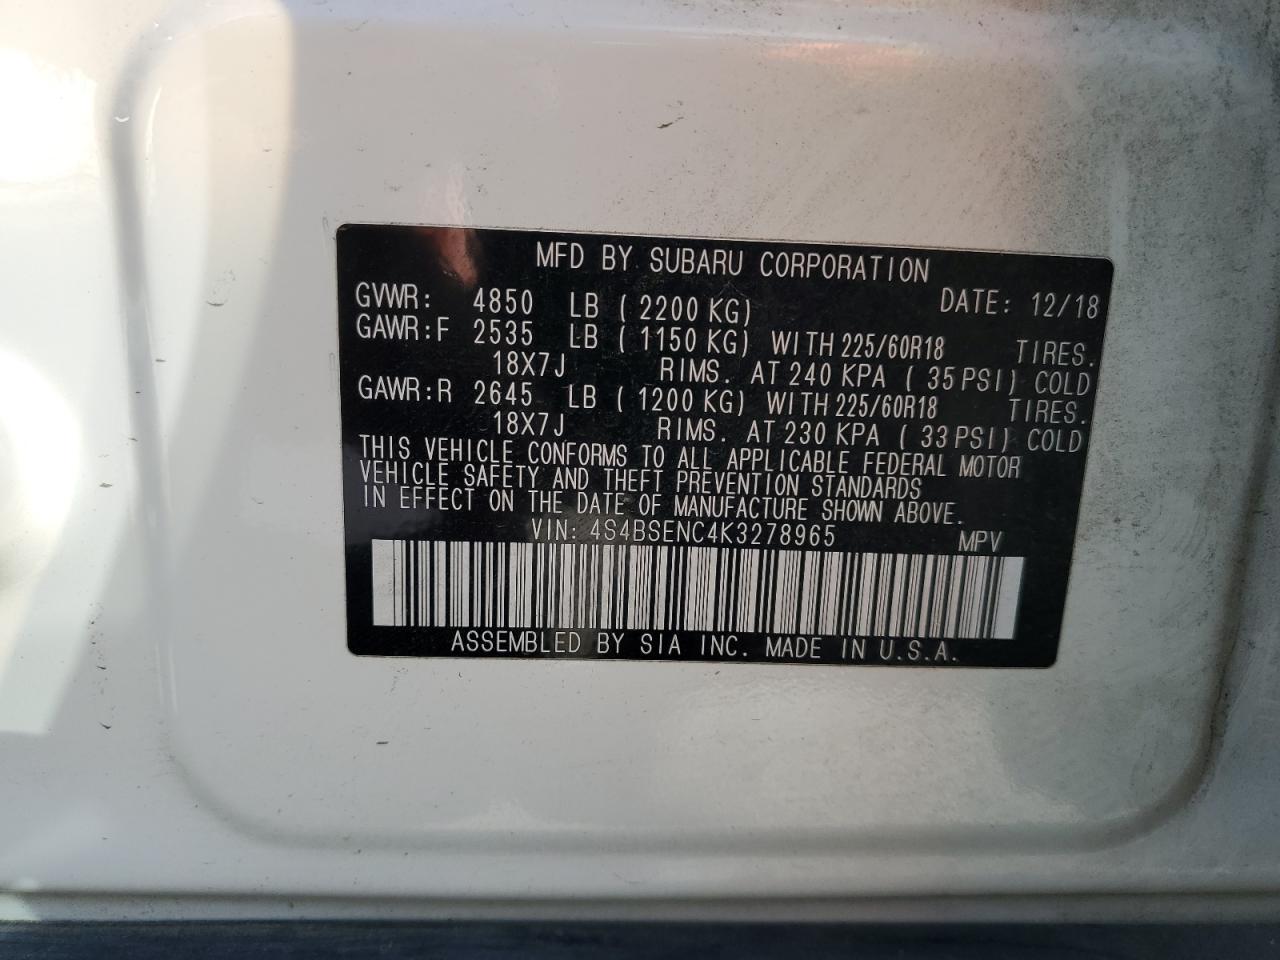 MFD BY SUBARU CORPORATION
GVWR: 4850 LB ( 2200 KG) DATE: 12/18
GAWR:F 2535 LB ( 1150 KG) WITH 225/60R18 TIRES.
18X7J RIMS. AT 240 KPA ( 35 PSI) COLD
GAWR:R 2645 LB ( 1200 KG) WITH 225/60R18 TIRES.
18X7J RIMS. AT 230 KPA ( 33 PSI) COLD
THIS VEHICLE CONFORMS TO ALL APPLICABLE FEDERAL MOTOR
VEHICLE SAFETY AND THEFT PREVENTION STANDARDS
IN EFFECT ON THE DATE OF MANUFACTURE SHOWN ABOVE.
VIN: 4S4BSENC4K3278965 MPV
ASSEMBLED BY SIA INC. MADE IN U.S.A.